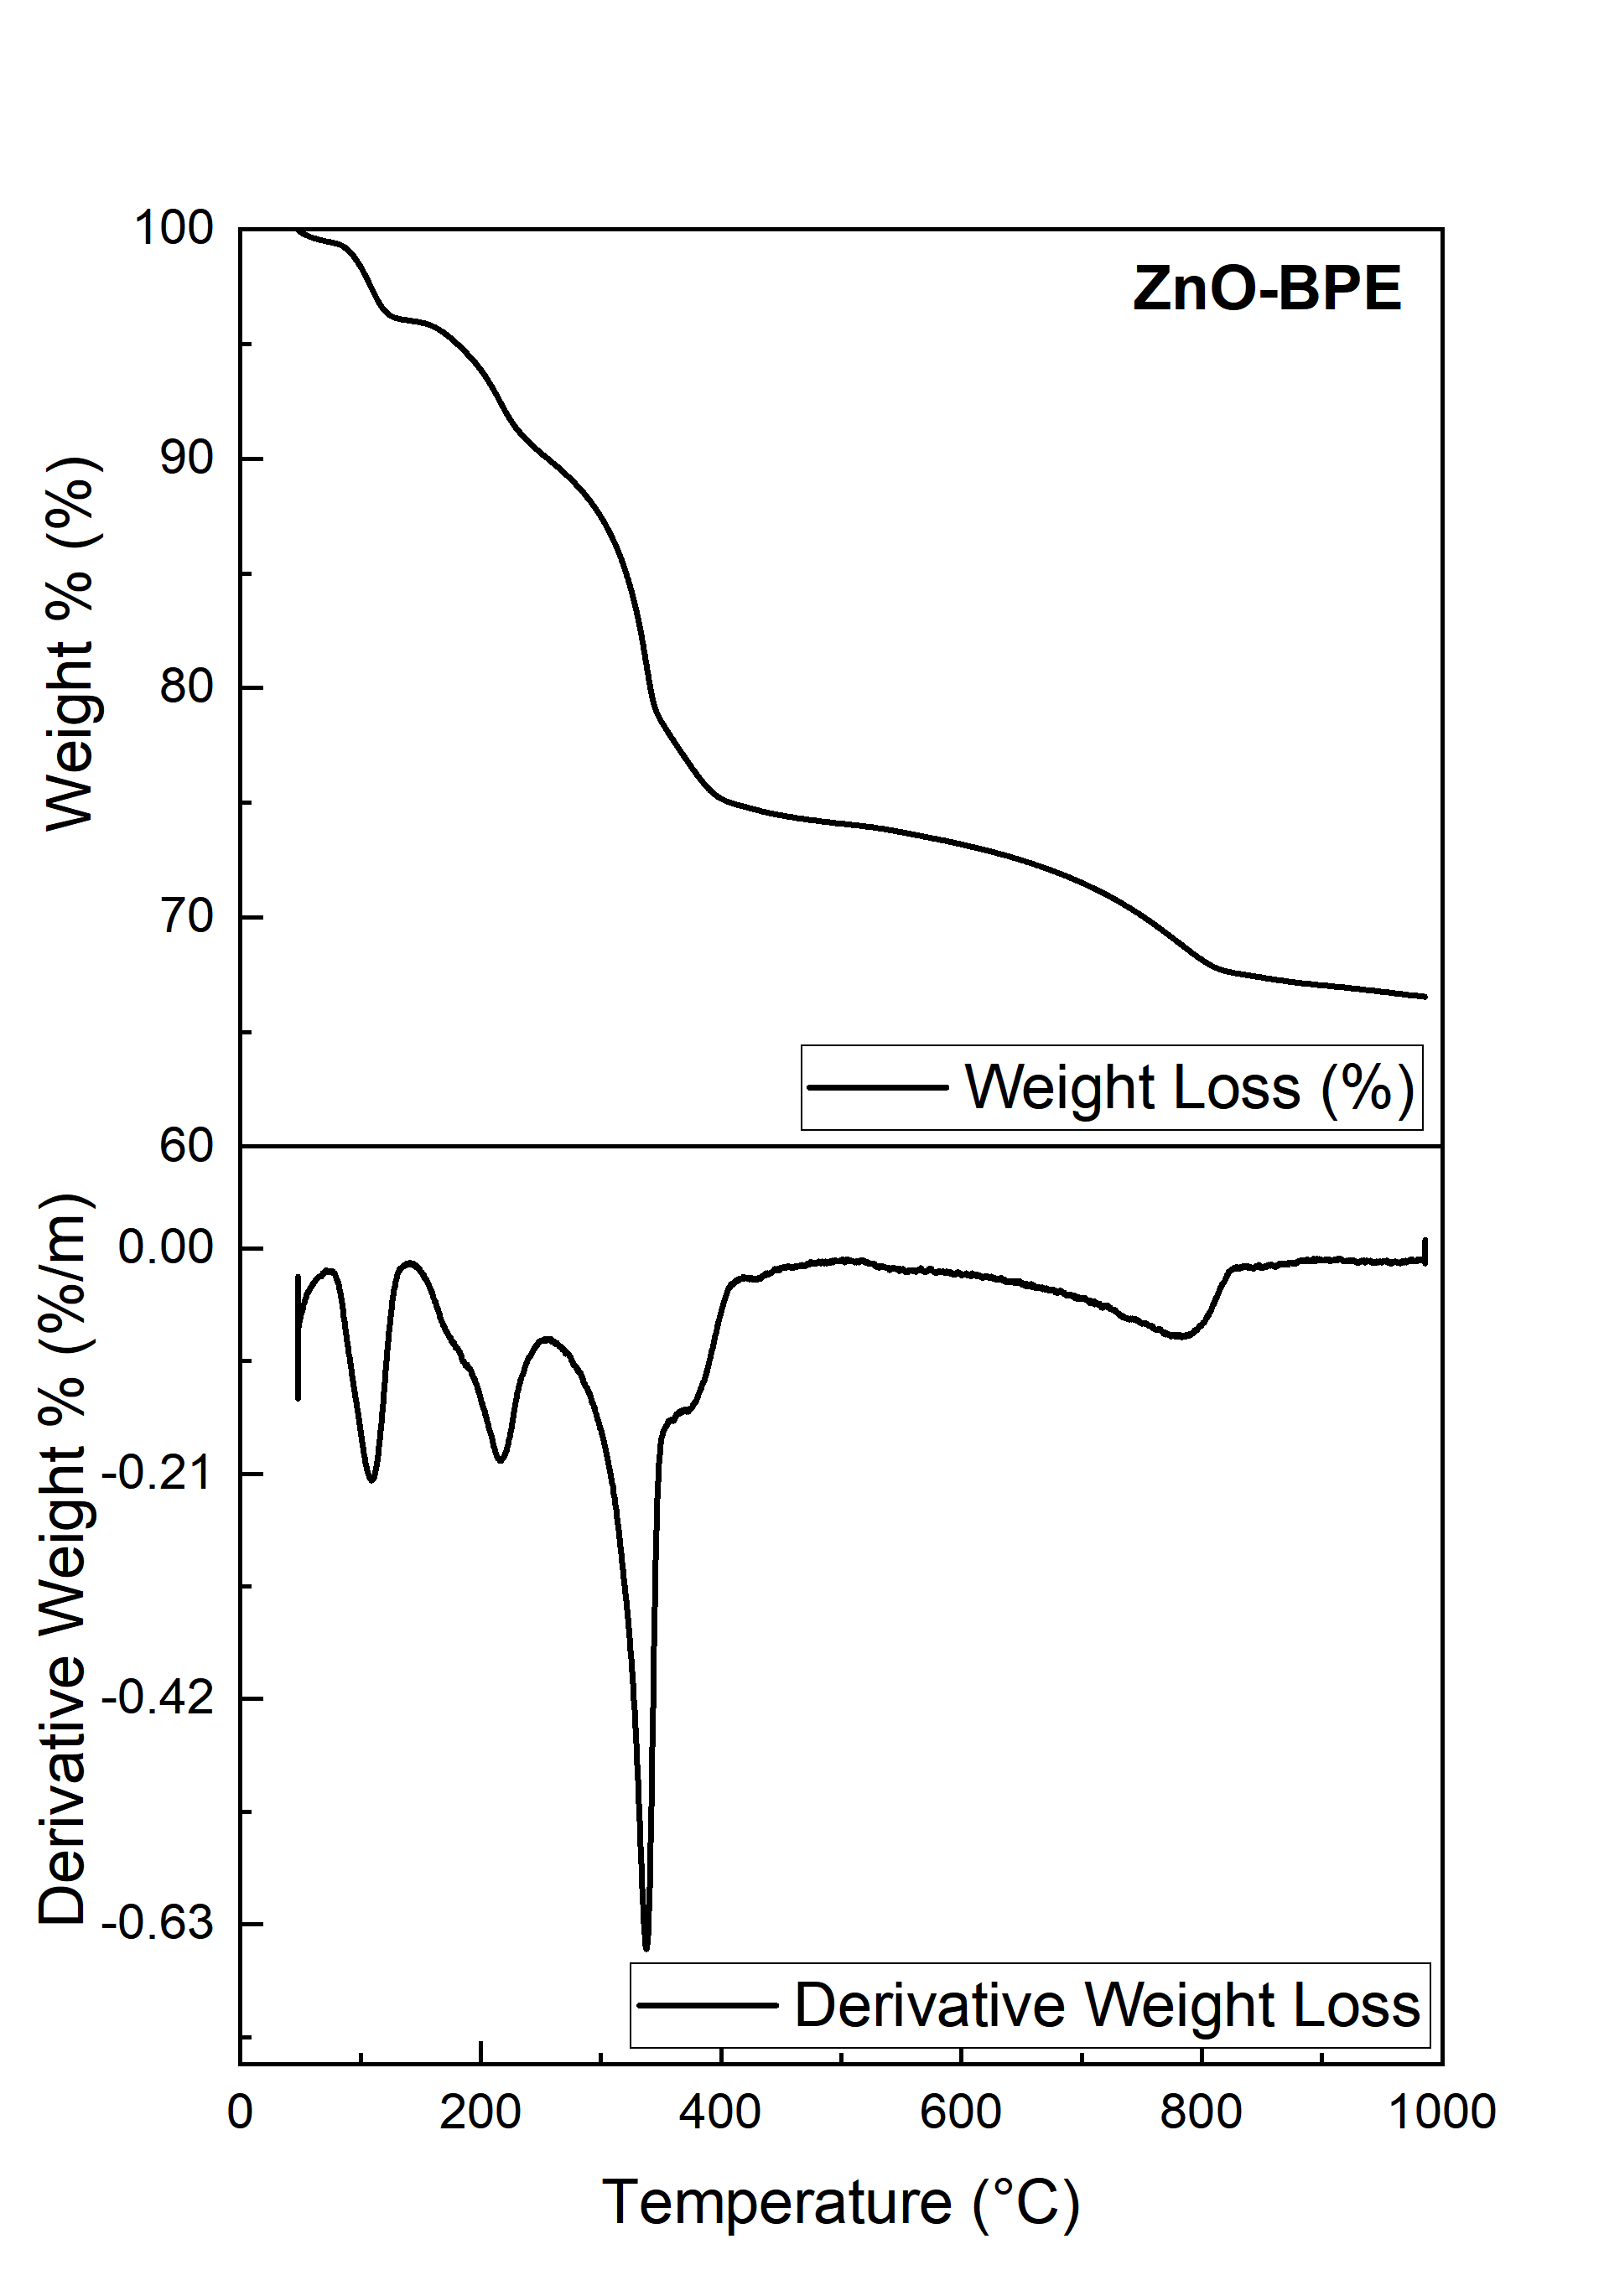 100
ZnO-BPE
90
80
70
60
Weight % (%)
Weight Loss (%)
0.00
-0.21
-0.42
-0.63
Derivative Weight % (%/m)
Derivative Weight Loss
0 200 400 600 800 1000
Temperature (°C)